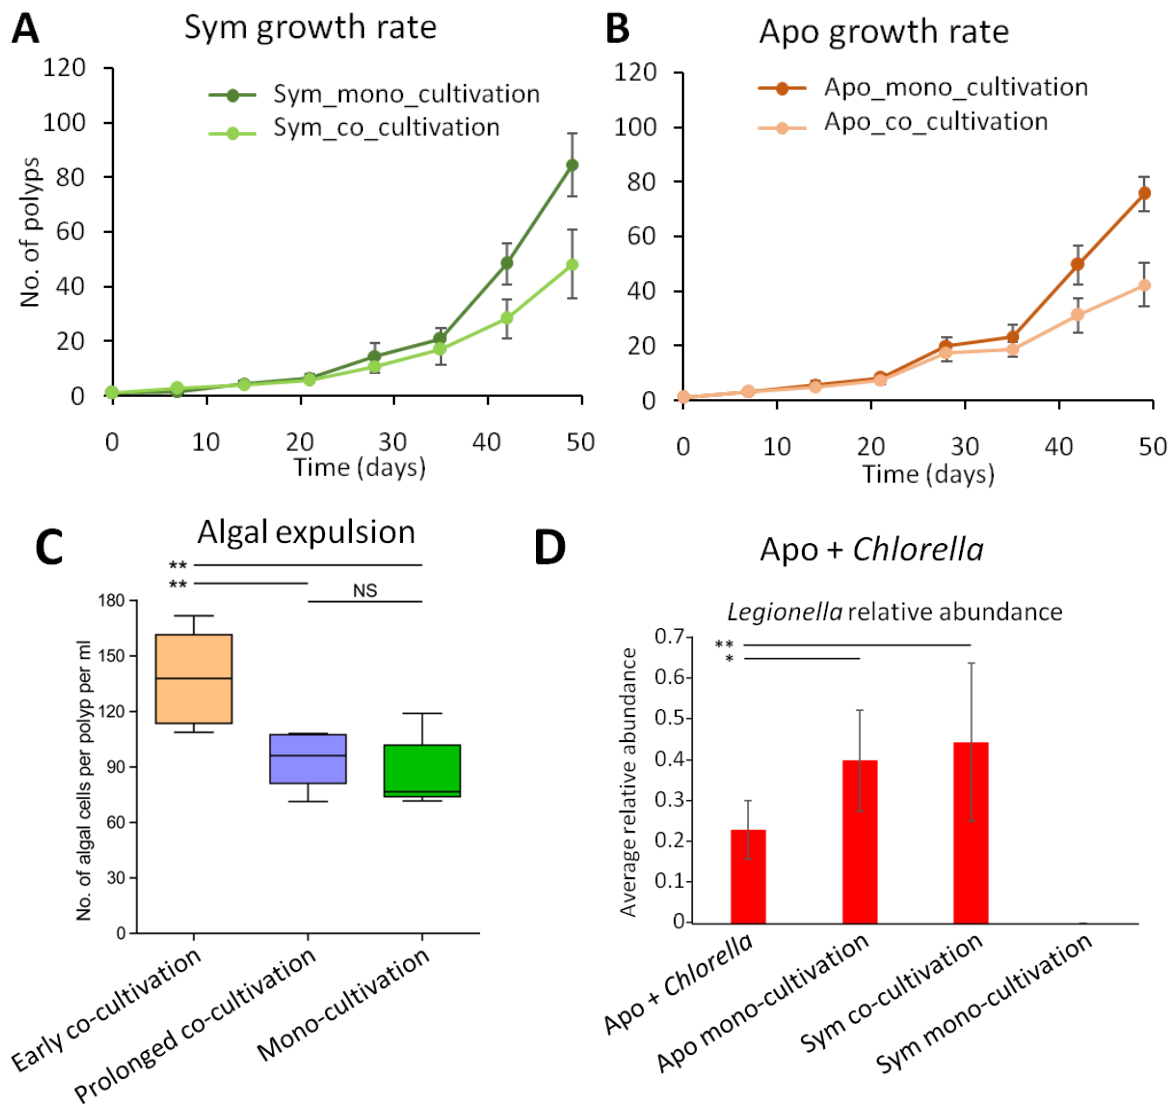 A
Sym growth rate
No. of polyps
120
100
80
60
40
20
0
Sym_mono_cultivation
Sym_co_cultivation
0 10 20 30 40 50
Time (days)
B
Apo growth rate
120
100
80
60
40
20
0
Apo_mono_cultivation
Apo_co_cultivation
0 10 20 30 40 50
Time (days)
C
Algal expulsion
**
**
NS
No. of algal cells per polyp per ml
180
150
120
90
60
30
0
Early co-cultivation
Prolonged co-cultivation
Mono-cultivation
D
Apo + Chlorella
Legionella relative abundance
**
*
Average relative abundance
0.7
0.6
0.5
0.4
0.3
0.2
0.1
0
Apo + Chlorella
Apo mono-cultivation
Sym co-cultivation
Sym mono-cultivation